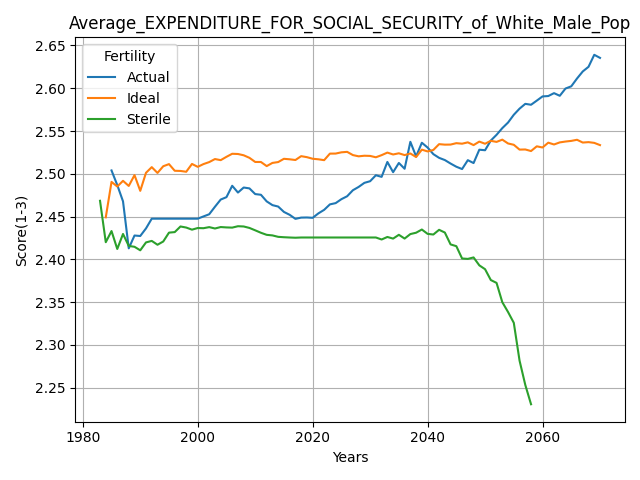 Average_EXPENDITURE_FOR_SOCIAL_SECURITY_of_White_Male_Pop
Fertility
Actual
Ideal
Sterile
Score(1-3)
2.65
2.60
2.55
2.50
2.45
2.40
2.35
2.30
2.25
1980 2000 2020 2040 2060
Years